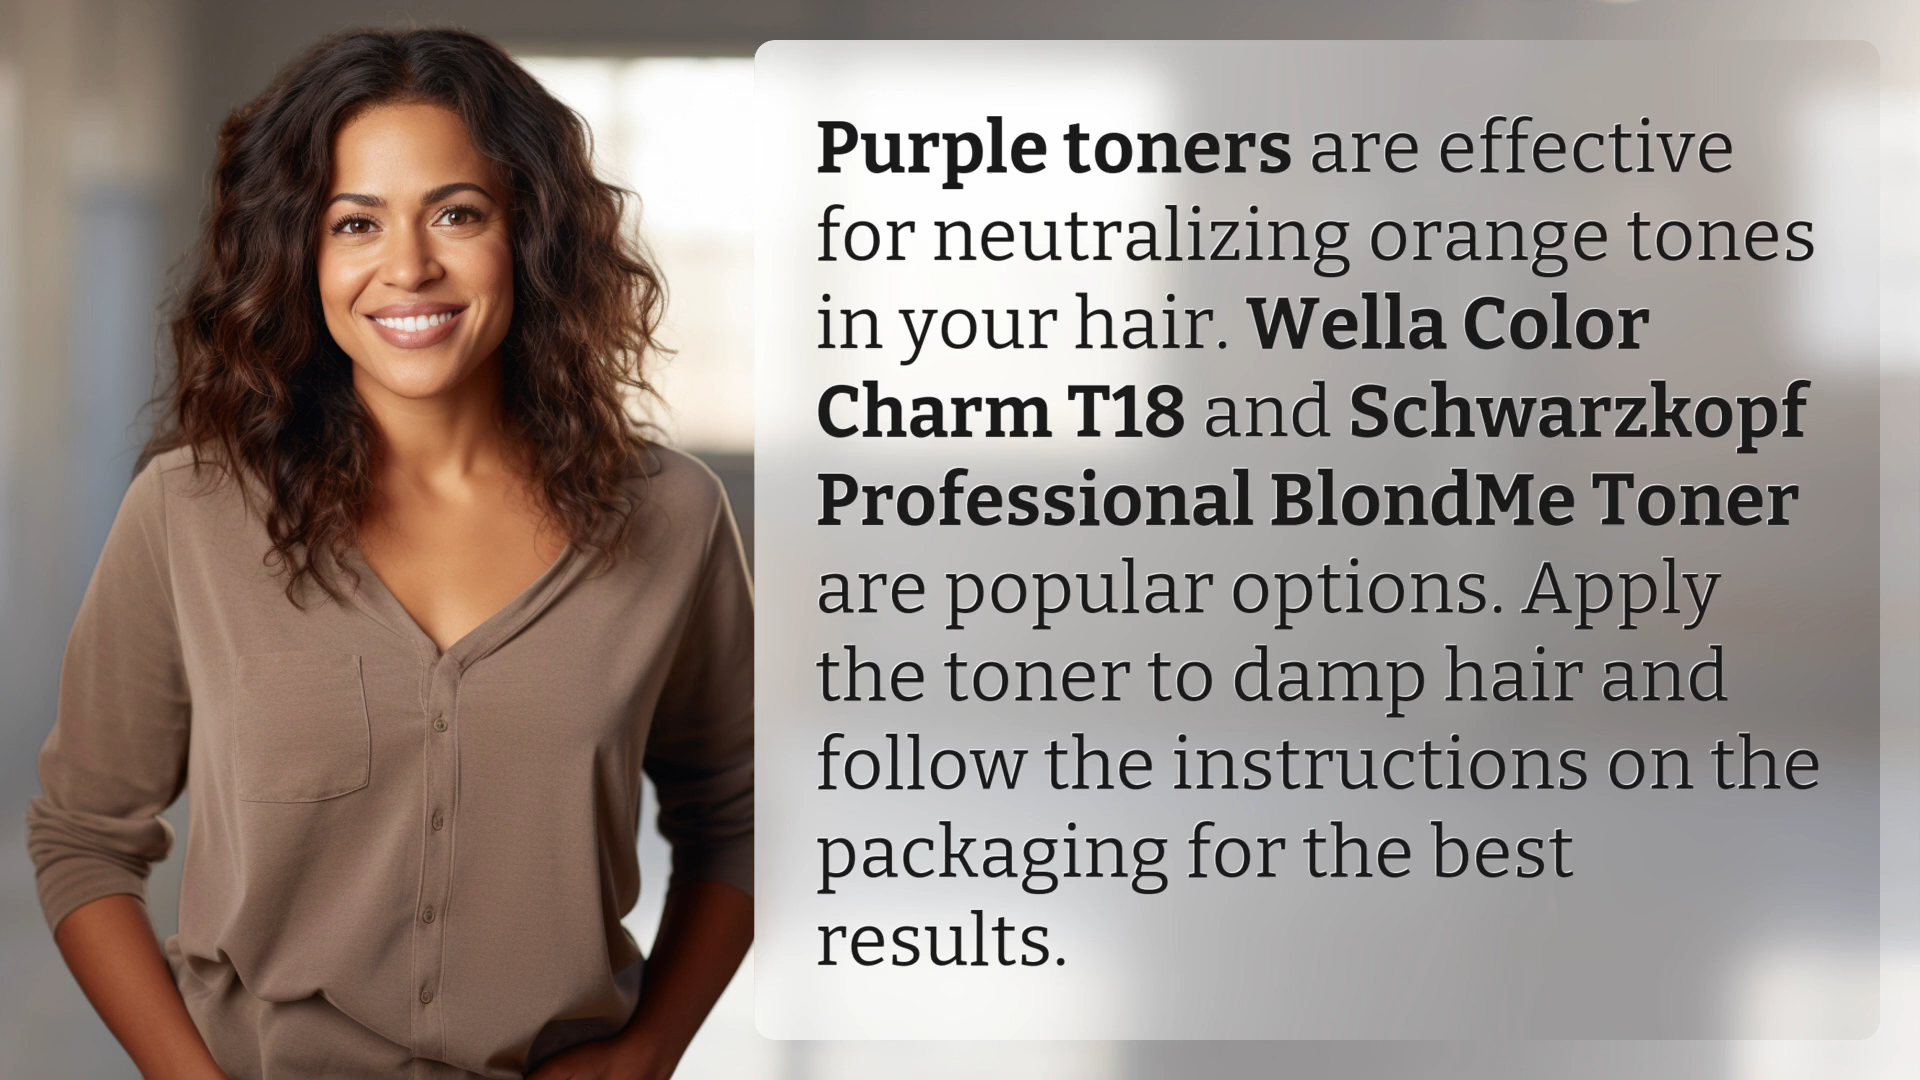 Purple toners are effective
for neutralizing orange tones
in your hair. Wella Color
Charm T18 and Schwarzkopf
Professional BlondMe Toner
are popular options. Apply
the toner to damp hair and
follow the instructions on the
packaging for the best
results.